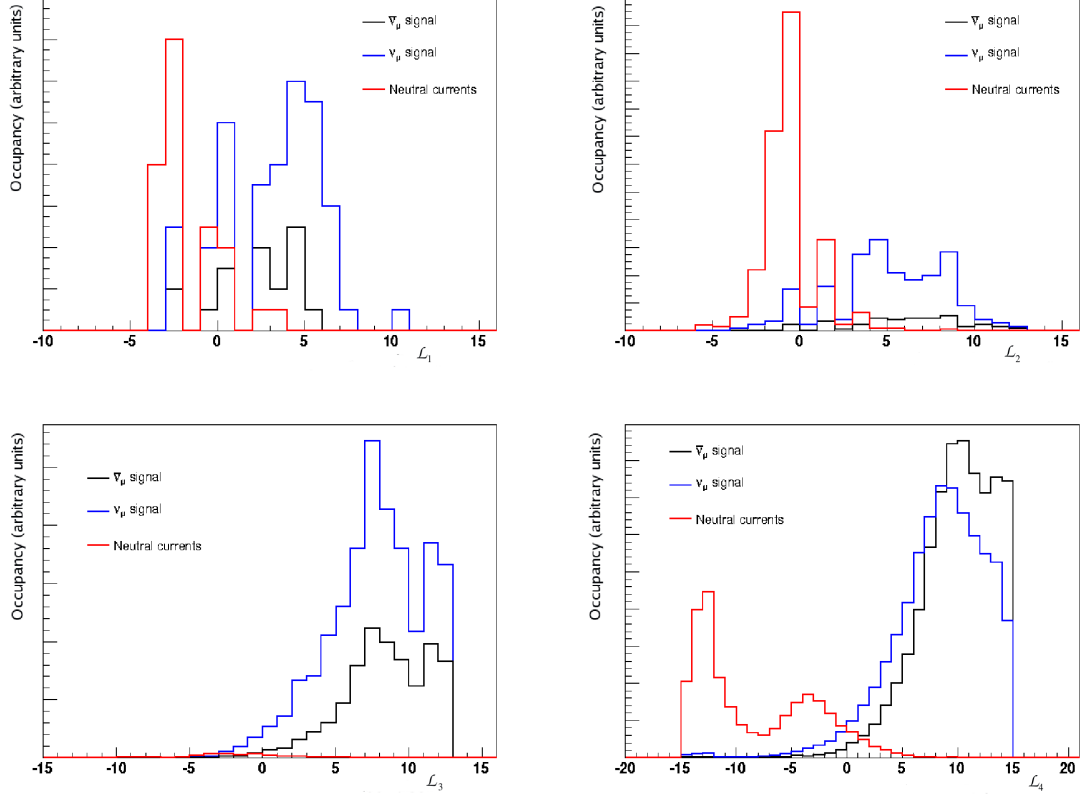 Occupancy (arbitrary units)
ν̄μ signal
νμ signal
Neutral currents
-10 -5 0 5 10 15
ℒ1
Occupancy (arbitrary units)
ν̄μ signal
νμ signal
Neutral currents
-10 -5 0 5 10 15
ℒ2
Occupancy (arbitrary units)
ν̄μ signal
νμ signal
Neutral currents
-15 -10 -5 0 5 10 15
ℒ3
Occupancy (arbitrary units)
ν̄μ signal
νμ signal
Neutral currents
-20 -15 -10 -5 0 5 10 15 20
ℒ4